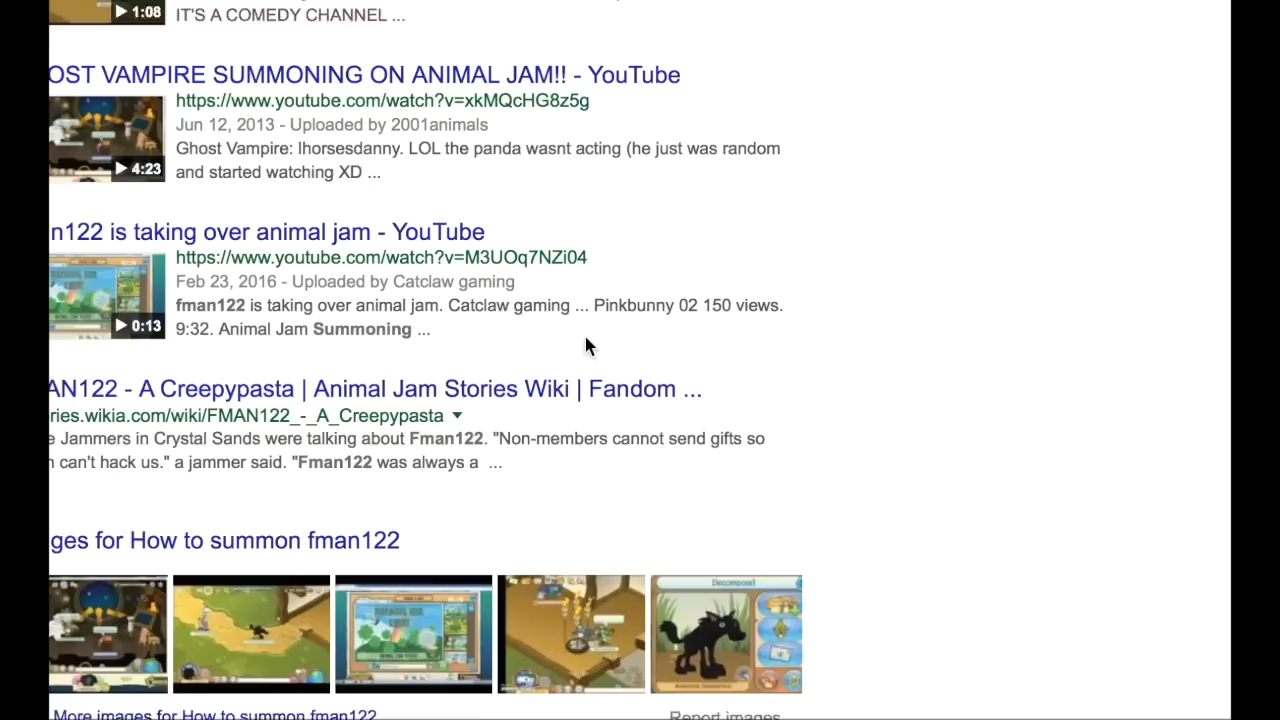 1:08
IT'S A COMEDY CHANNEL ...
OST VAMPIRE SUMMONING ON ANIMAL JAM!! - YouTube
https://www.youtube.com/watch?v=xkMQcHG8z5g
Jun 12, 2013 - Uploaded by 2001animals
Ghost Vampire: lhorsesdanny. LOL the panda wasnt acting (he just was random
4:23
and started watching XD ...
n122 is taking over animal jam - YouTube
https://www.youtube.com/watch?v=M3UOq7NZi04
Feb 23, 2016 - Uploaded by Catclaw gaming
fman122 is taking over animal jam. Catclaw gaming ... Pinkbunny 02 150 views.
0:13
9:32. Animal Jam Summoning ...
AN122 - A Creepypasta | Animal Jam Stories Wiki | Fandom ...
ries.wikia.com/wiki/FMAN122_-_A_Creepypasta
e Jammers in Crystal Sands were talking about Fman122. "Non-members cannot send gifts so
n can't hack us." a jammer said. "Fman122 was always a ...
ges for How to summon fman122
Decomposal
More images for How to summon fman122
Report images